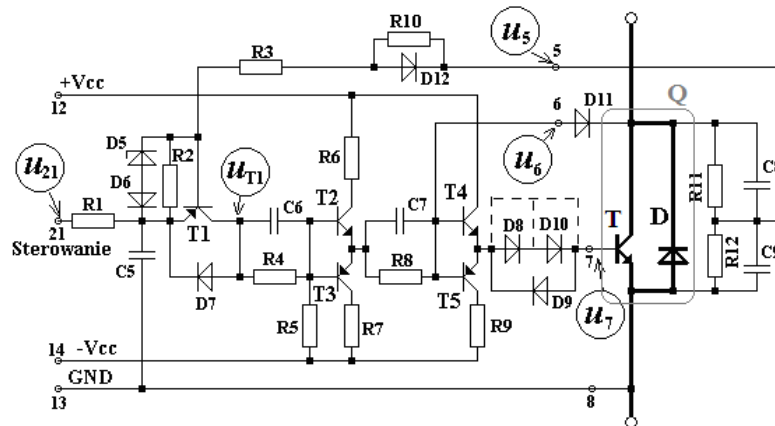 R10
u5
5
R3
D12
+Vcc
12
6
D11
Q
D5
R2
R6
u6
u21
D6
uT1
T4
C6
T2
C7
R11
21
R1
T1
D8
D10
T
D
Sterowanie
C5
R4
R8
7
R12
D7
T3
T5
D9
R5
R7
R9
u7
14
-Vcc
GND
13
8